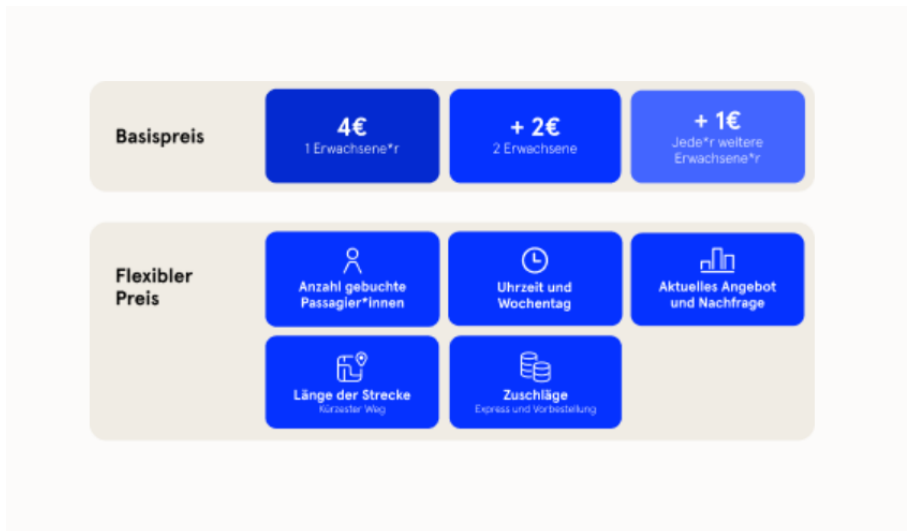 Basispreis
4€
1 Erwachsene*r
+ 2€
2 Erwachsene
+ 1€
Jede*r weitere
Erwachsene*r
Flexibler
Preis
Anzahl gebuchte
Passagier*innen
Uhrzeit und
Wochentag
Aktuelles Angebot
und Nachfrage
Länge der Strecke
Kürzester Weg
Zuschläge
Express und Vorbestellung